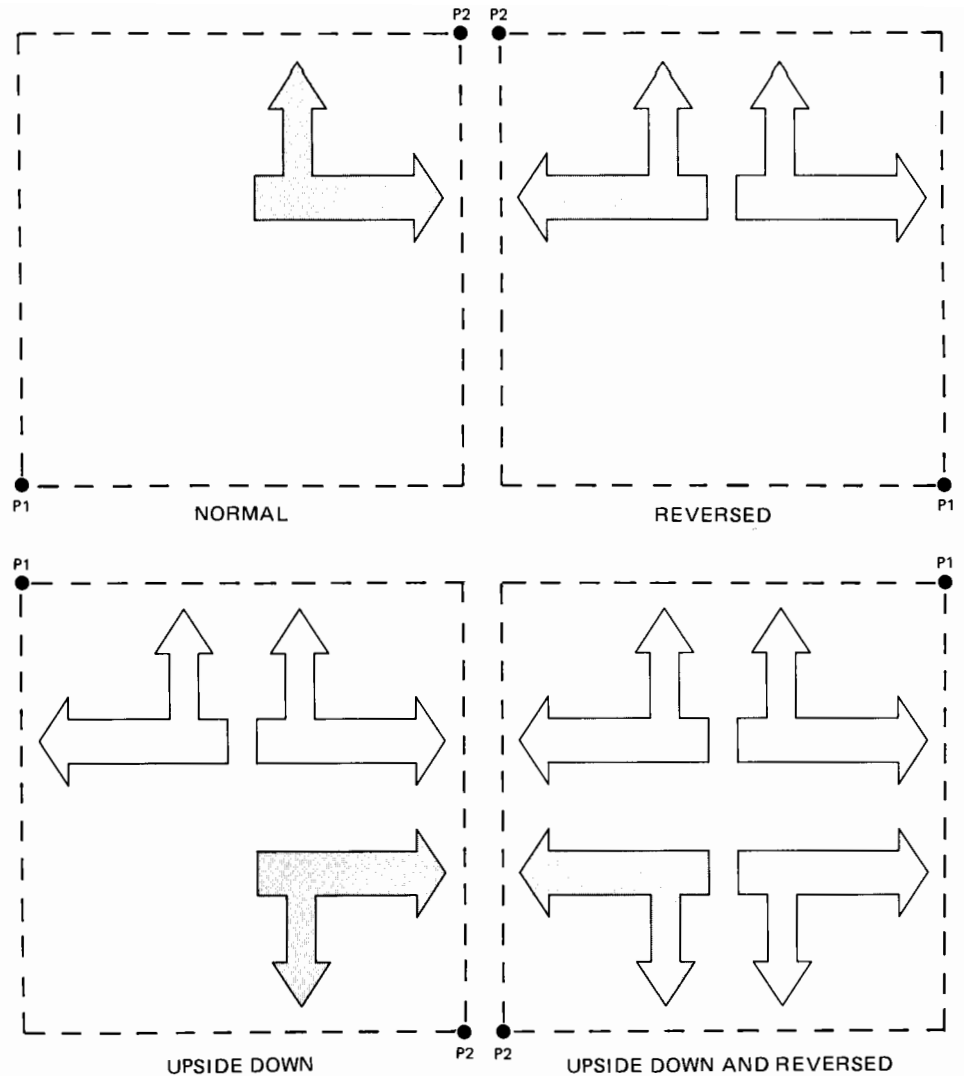 P2
P2
P1
NORMAL
REVERSED
P1
P1
P1
P2
UPSIDE DOWN
P2
UPSIDE DOWN AND REVERSED